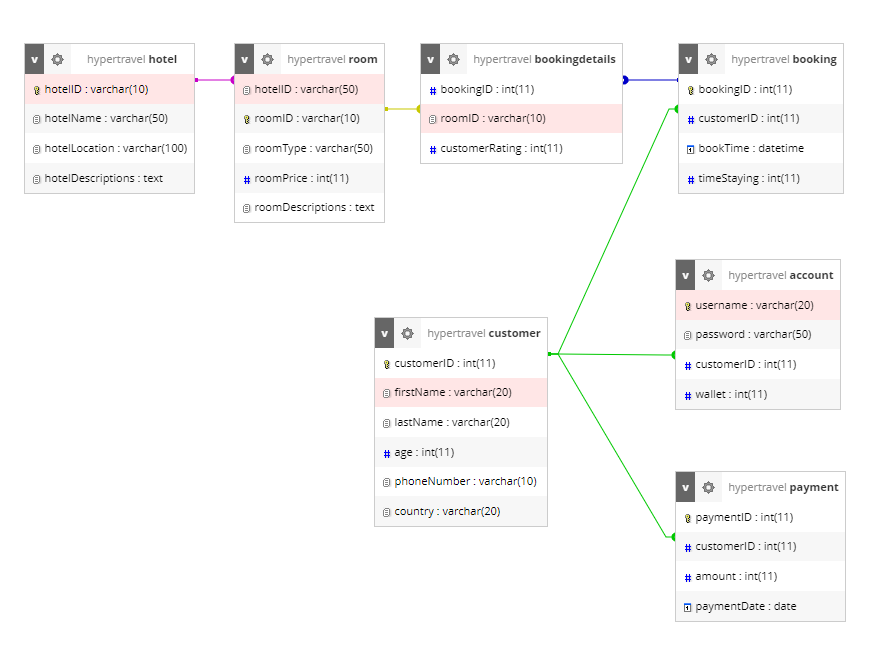 v hypertravel hotel
hotelID : varchar(10)
hotelName : varchar(50)
hotelLocation : varchar(100)
hotelDescriptions : text
v hypertravel room
hotelID : varchar(50)
roomID : varchar(10)
roomType : varchar(50)
# roomPrice : int(11)
roomDescriptions : text
v hypertravel bookingdetails
# bookingID : int(11)
roomID : varchar(10)
# customerRating : int(11)
v hypertravel booking
bookingID : int(11)
# customerID : int(11)
bookTime : datetime
# timeStaying : int(11)
v hypertravel customer
customerID : int(11)
firstName : varchar(20)
lastName : varchar(20)
# age : int(11)
phoneNumber : varchar(10)
country : varchar(20)
v hypertravel account
username : varchar(20)
password : varchar(50)
# customerID : int(11)
# wallet : int(11)
v hypertravel payment
paymentID : int(11)
# customerID : int(11)
# amount : int(11)
paymentDate : date